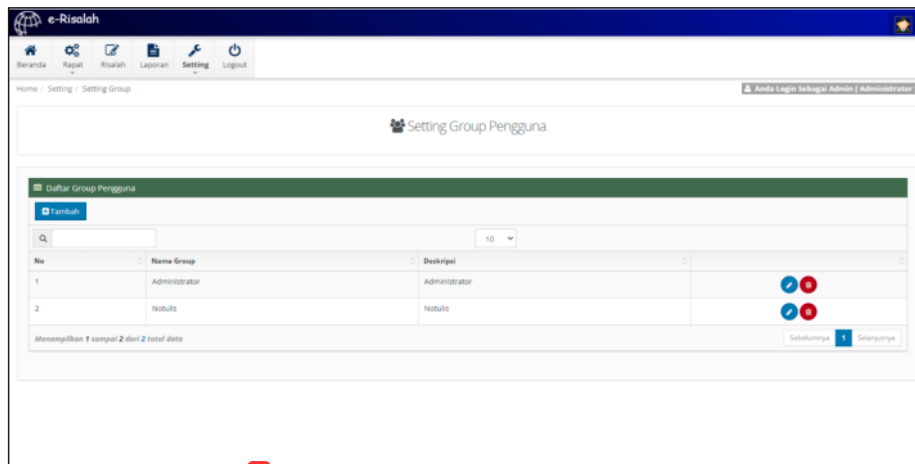 e-Risalah
Beranda Rapat Risalah Laporan Setting Logout
Home / Setting / Setting Group
Anda Login Sebagai Admin ( Administrator
Setting Group Pengguna
Daftar Group Pengguna
Tambah
10
No Nama Group Deskripsi
1 Administrator Administrator
2 Notulis Notulis
Menampilkan 1 sampai 2 dari 2 total data
Sebelumnya 1 Selanjutnya